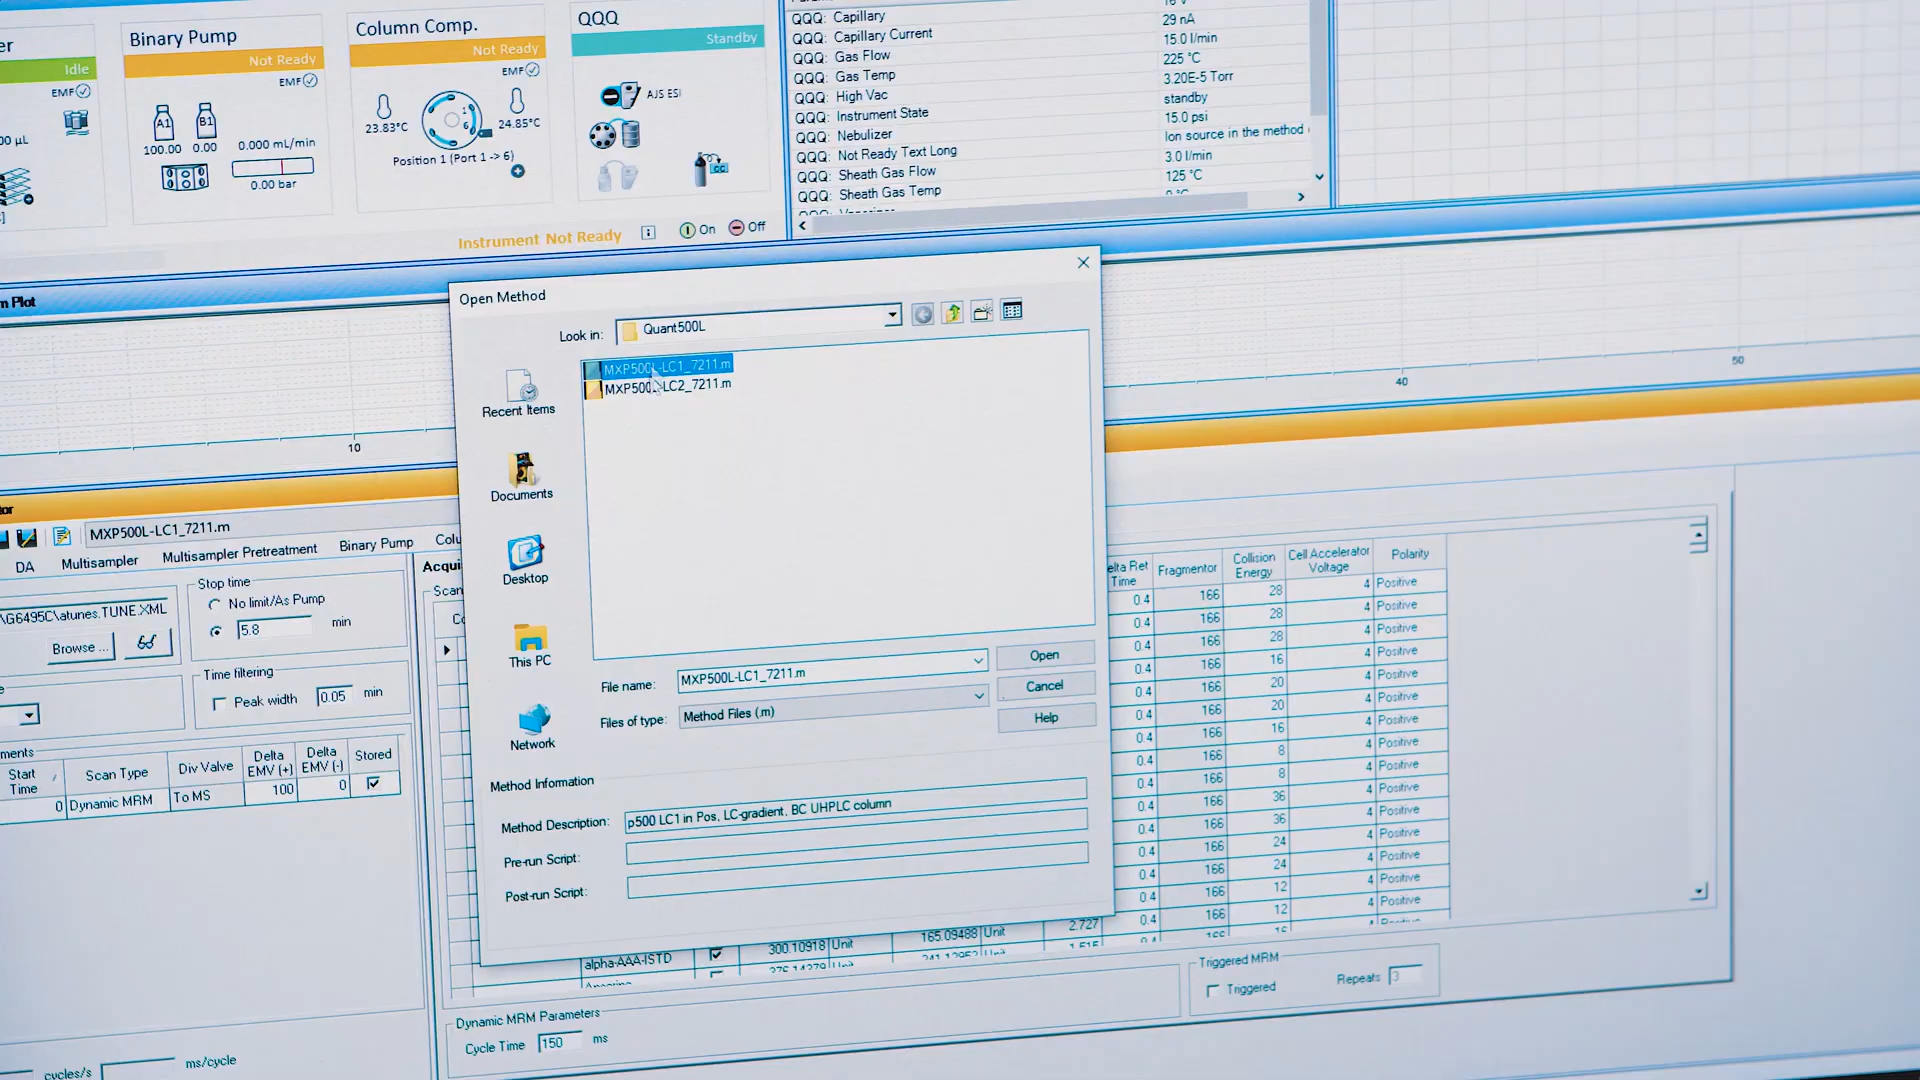 er
Idle
EMF
Binary Pump
Not Ready
EMF
A1
B1
100.00
0.00
0.000 mL/min
0.00 bar
Column Comp.
Not Ready
EMF
23.83°C
1
6
24.85°C
Position 1 (Port 1 -> 6)
QQQ
Standby
AJS ESI
CC
Instrument Not Ready
On
Off
QQQ: Capillary
QQQ: Capillary Current
29 nA
QQQ: Gas Flow
15.0 l/min
QQQ: Gas Temp
225 °C
QQQ: High Vac
3.20E-5 Torr
QQQ: Instrument State
standby
QQQ: Nebulizer
15.0 psi
QQQ: Not Ready Text Long
Ion source in the method
QQQ: Sheath Gas Flow
3.0 l/min
QQQ: Sheath Gas Temp
125 °C
m Plot
10
40
50
Open Method
Look in:
Quant500L
MXP500L-LC1_7211.m
MXP500L-LC2_7211.m
Recent Items
Documents
Desktop
This PC
Network
File name:
MXP500L-LC1_7211.m
Files of type:
Method Files (.m)
Open
Cancel
Help
Method Information
Method Description:
p500 LC1 in Pos, LC-gradient, BC UHPLC column
Pre-run Script:
Post-run Script:
tor
MXP500L-LC1_7211.m
DA
Multisampler
Multisampler Pretreatment
Binary Pump
Colu
\G6495C\atunes.TUNE.XML
Browse ...
Stop time
No limit/As Pump
5.8
min
Time filtering
Peak width
0.05
min
ments
Start Time
Scan Type
Div Valve
Delta EMV (+)
Delta EMV (-)
Stored
0
Dynamic MRM
To MS
100
0
cycles/s
ms/cycle
Acqui
Scan
elta Ret Time
Fragmentor
Collision Energy
Cell Accelerator Voltage
Polarity
0.4 166 28 4 Positive
0.4 166 28 4 Positive
0.4 166 28 4 Positive
0.4 166 16 4 Positive
0.4 166 20 4 Positive
0.4 166 20 4 Positive
0.4 166 16 4 Positive
0.4 166 8 4 Positive
0.4 166 8 4 Positive
0.4 166 36 4 Positive
0.4 166 36 4 Positive
0.4 166 24 4 Positive
0.4 166 24 4 Positive
0.4 166 12 4 Positive
0.4 166 12 4 Positive
alpha-AAA-ISTD
300.10918
Unit
165.09488
Unit
2.727
Dynamic MRM Parameters
Cycle Time
150
ms
Triggered MRM
Triggered
Repeats
3